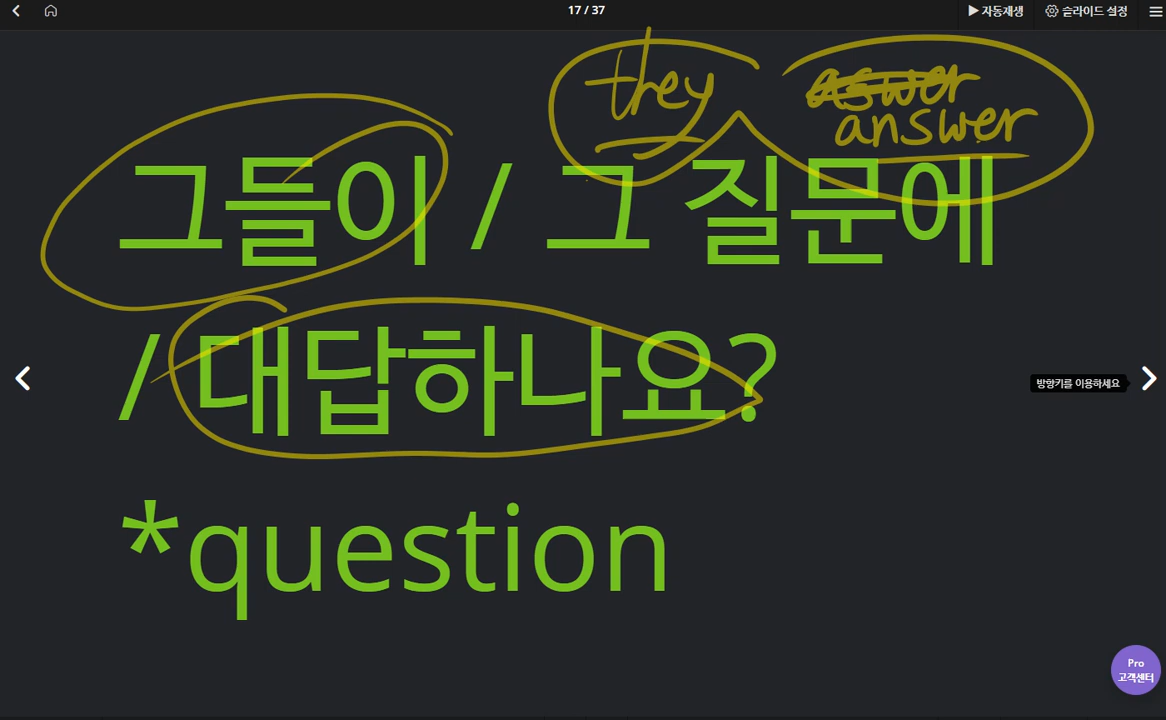 17 / 37
▶ 자동재생
슬라이드 설정
they
answer
그들이 / 그 질문에
/ 대답하나요?
방향키를 이용하세요
*question
Pro
고객센터